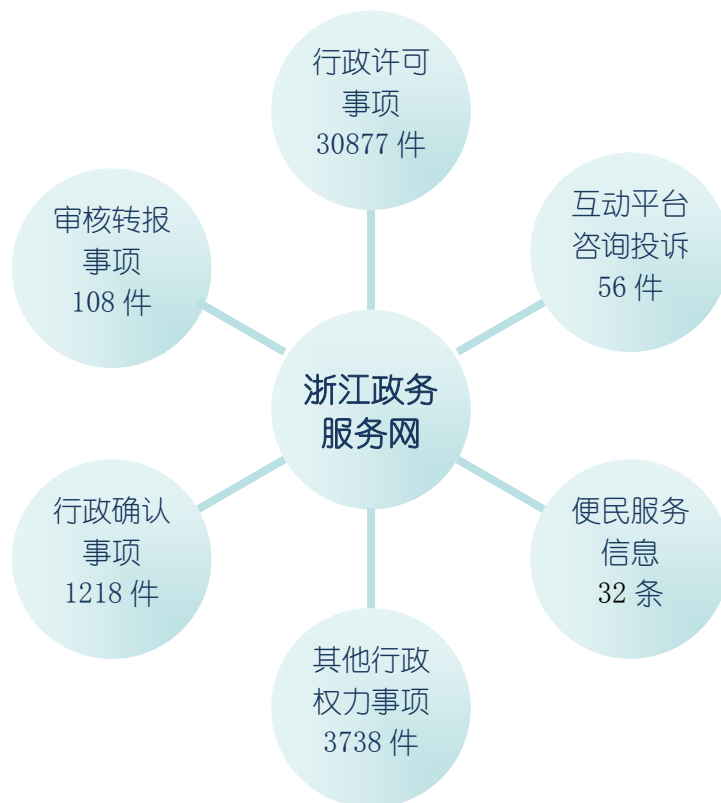 行政许可
事项
30877 件
互动平台
咨询投诉
56 件
审核转报
事项
108 件
浙江政务
服务网
行政确认
事项
1218 件
便民服务
信息
32 条
其他行政
权力事项
3738 件